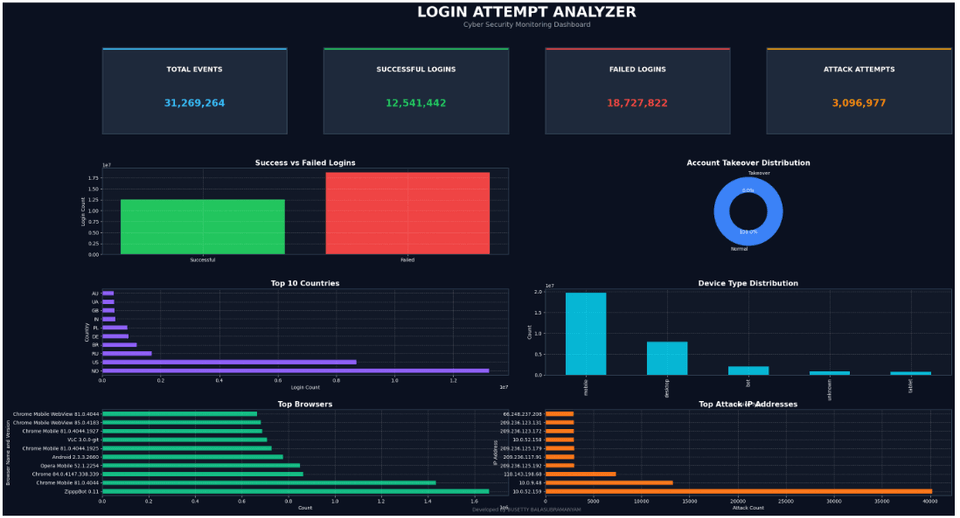 LOGIN ATTEMPT ANALYZER
Cyber Security Monitoring Dashboard
TOTAL EVENTS
31,269,264
SUCCESSFUL LOGINS
12,541,442
FAILED LOGINS
18,727,822
ATTACK ATTEMPTS
3,096,977
Success vs Failed Logins
1e7
Login Count
1.75
1.50
1.25
1.00
0.75
0.50
0.25
0.00
Successful
Failed
Account Takeover Distribution
Takeover
0.0%
100.0%
Normal
Top 10 Countries
Country
AU
UA
GB
IN
PL
DE
BR
RU
US
NO
0.0 0.2 0.4 0.6 0.8 1.0 1.2
1e7
Login Count
Device Type Distribution
1e7
Count
2.0
1.5
1.0
0.5
0.0
mobile
desktop
bot
unknown
tablet
Top Browsers
Browser Name and Version
Chrome Mobile WebView 81.0.4044
Chrome Mobile WebView 85.0.4183
Chrome Mobile 81.0.4044.1927
VLC 3.0.0-git
Chrome Mobile 81.0.4044.1925
Android 2.3.3.2660
Opera Mobile 52.1.2254
Chrome 84.0.4147.338.339
Chrome Mobile 81.0.4044
ZipppBot 0.11
0.0 0.2 0.4 0.6 0.8 1.0 1.2 1.4 1.6
Count
Top Attack IP Addresses
IP Address
66.248.237.208
209.236.123.131
209.236.123.172
10.0.52.158
209.236.125.179
209.236.117.91
209.236.125.192
10.0.9.48
10.0.52.159
0 5000 10000 15000 20000 25000 30000 35000 40000
Attack Count
Developed by